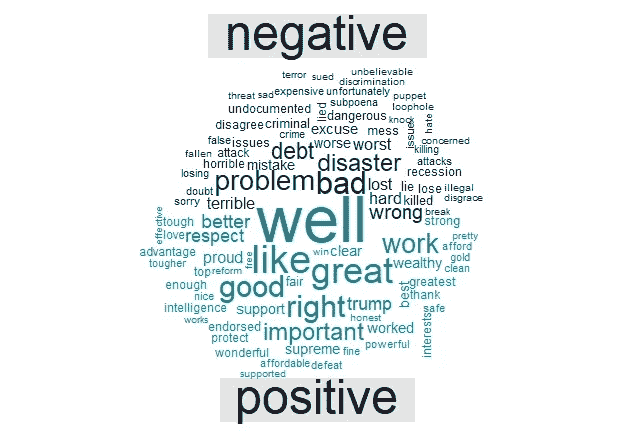 negative
terror sued unbelievable
discrimination
threat sad expensive unfortunately puppet
undocumented lied subpoena loophole
disagree criminal dangerous knock hate
crime excuse mess issue
false issues worse worst concerned
fallen attack debt killing
horrible mistake disaster attacks
losing problem bad lost lie lose illegal recession
doubt hard killed disgrace
sorry terrible wrong break
effective tough better well strong
love respect work pretty
advantage proud free like win clear afford
tougher top reform great wealthy gold
clean
enough good fair best greatest
nice right trump thank
intelligence support safe
works endorsed important honest worked interests
protect
wonderful supreme fine powerful
affordable defeat
supported
positive